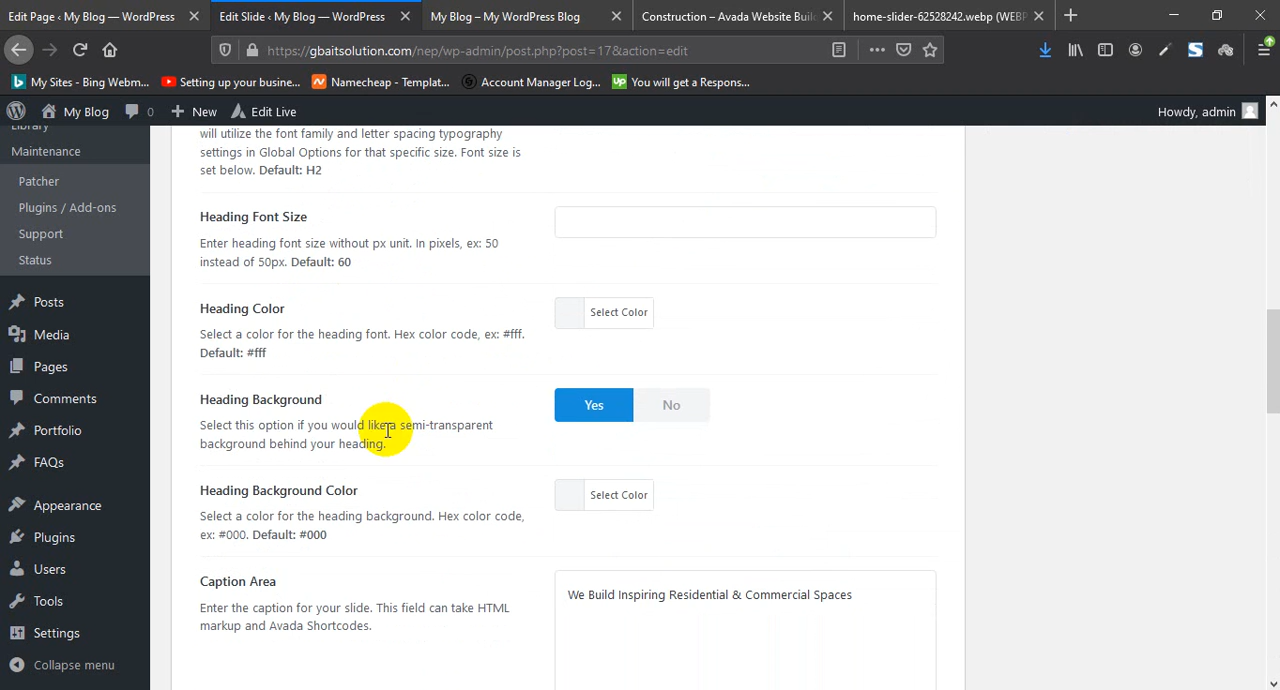 Edit Page ‹ My Blog — WordPress
Edit Slide ‹ My Blog — WordPress
My Blog – My WordPress Blog
Construction – Avada Website Buil
home-slider-62528242.webp (WEBP
https://gbaitsolution.com/nep/wp-admin/post.php?post=17&action=edit
My Sites - Bing Webm...
Setting up your busine...
Namecheap - Templat...
Account Manager Log...
You will get a Respons...
My Blog
0
New
Edit Live
Howdy, admin
Library
Maintenance
Patcher
Plugins / Add-ons
Support
Status
Posts
Media
Pages
Comments
Portfolio
FAQs
Appearance
Plugins
Users
Tools
Settings
Collapse menu
will utilize the font family and letter spacing typography
settings in Global Options for that specific size. Font size is
set below. Default: H2
Heading Font Size
Enter heading font size without px unit. In pixels, ex: 50
instead of 50px. Default: 60
Heading Color
Select a color for the heading font. Hex color code, ex: #fff.
Default: #fff
Select Color
Heading Background
Select this option if you would like a semi-transparent
background behind your heading.
Yes
No
Heading Background Color
Select a color for the heading background. Hex color code,
ex: #000. Default: #000
Select Color
Caption Area
Enter the caption for your slide. This field can take HTML
markup and Avada Shortcodes.
We Build Inspiring Residential & Commercial Spaces